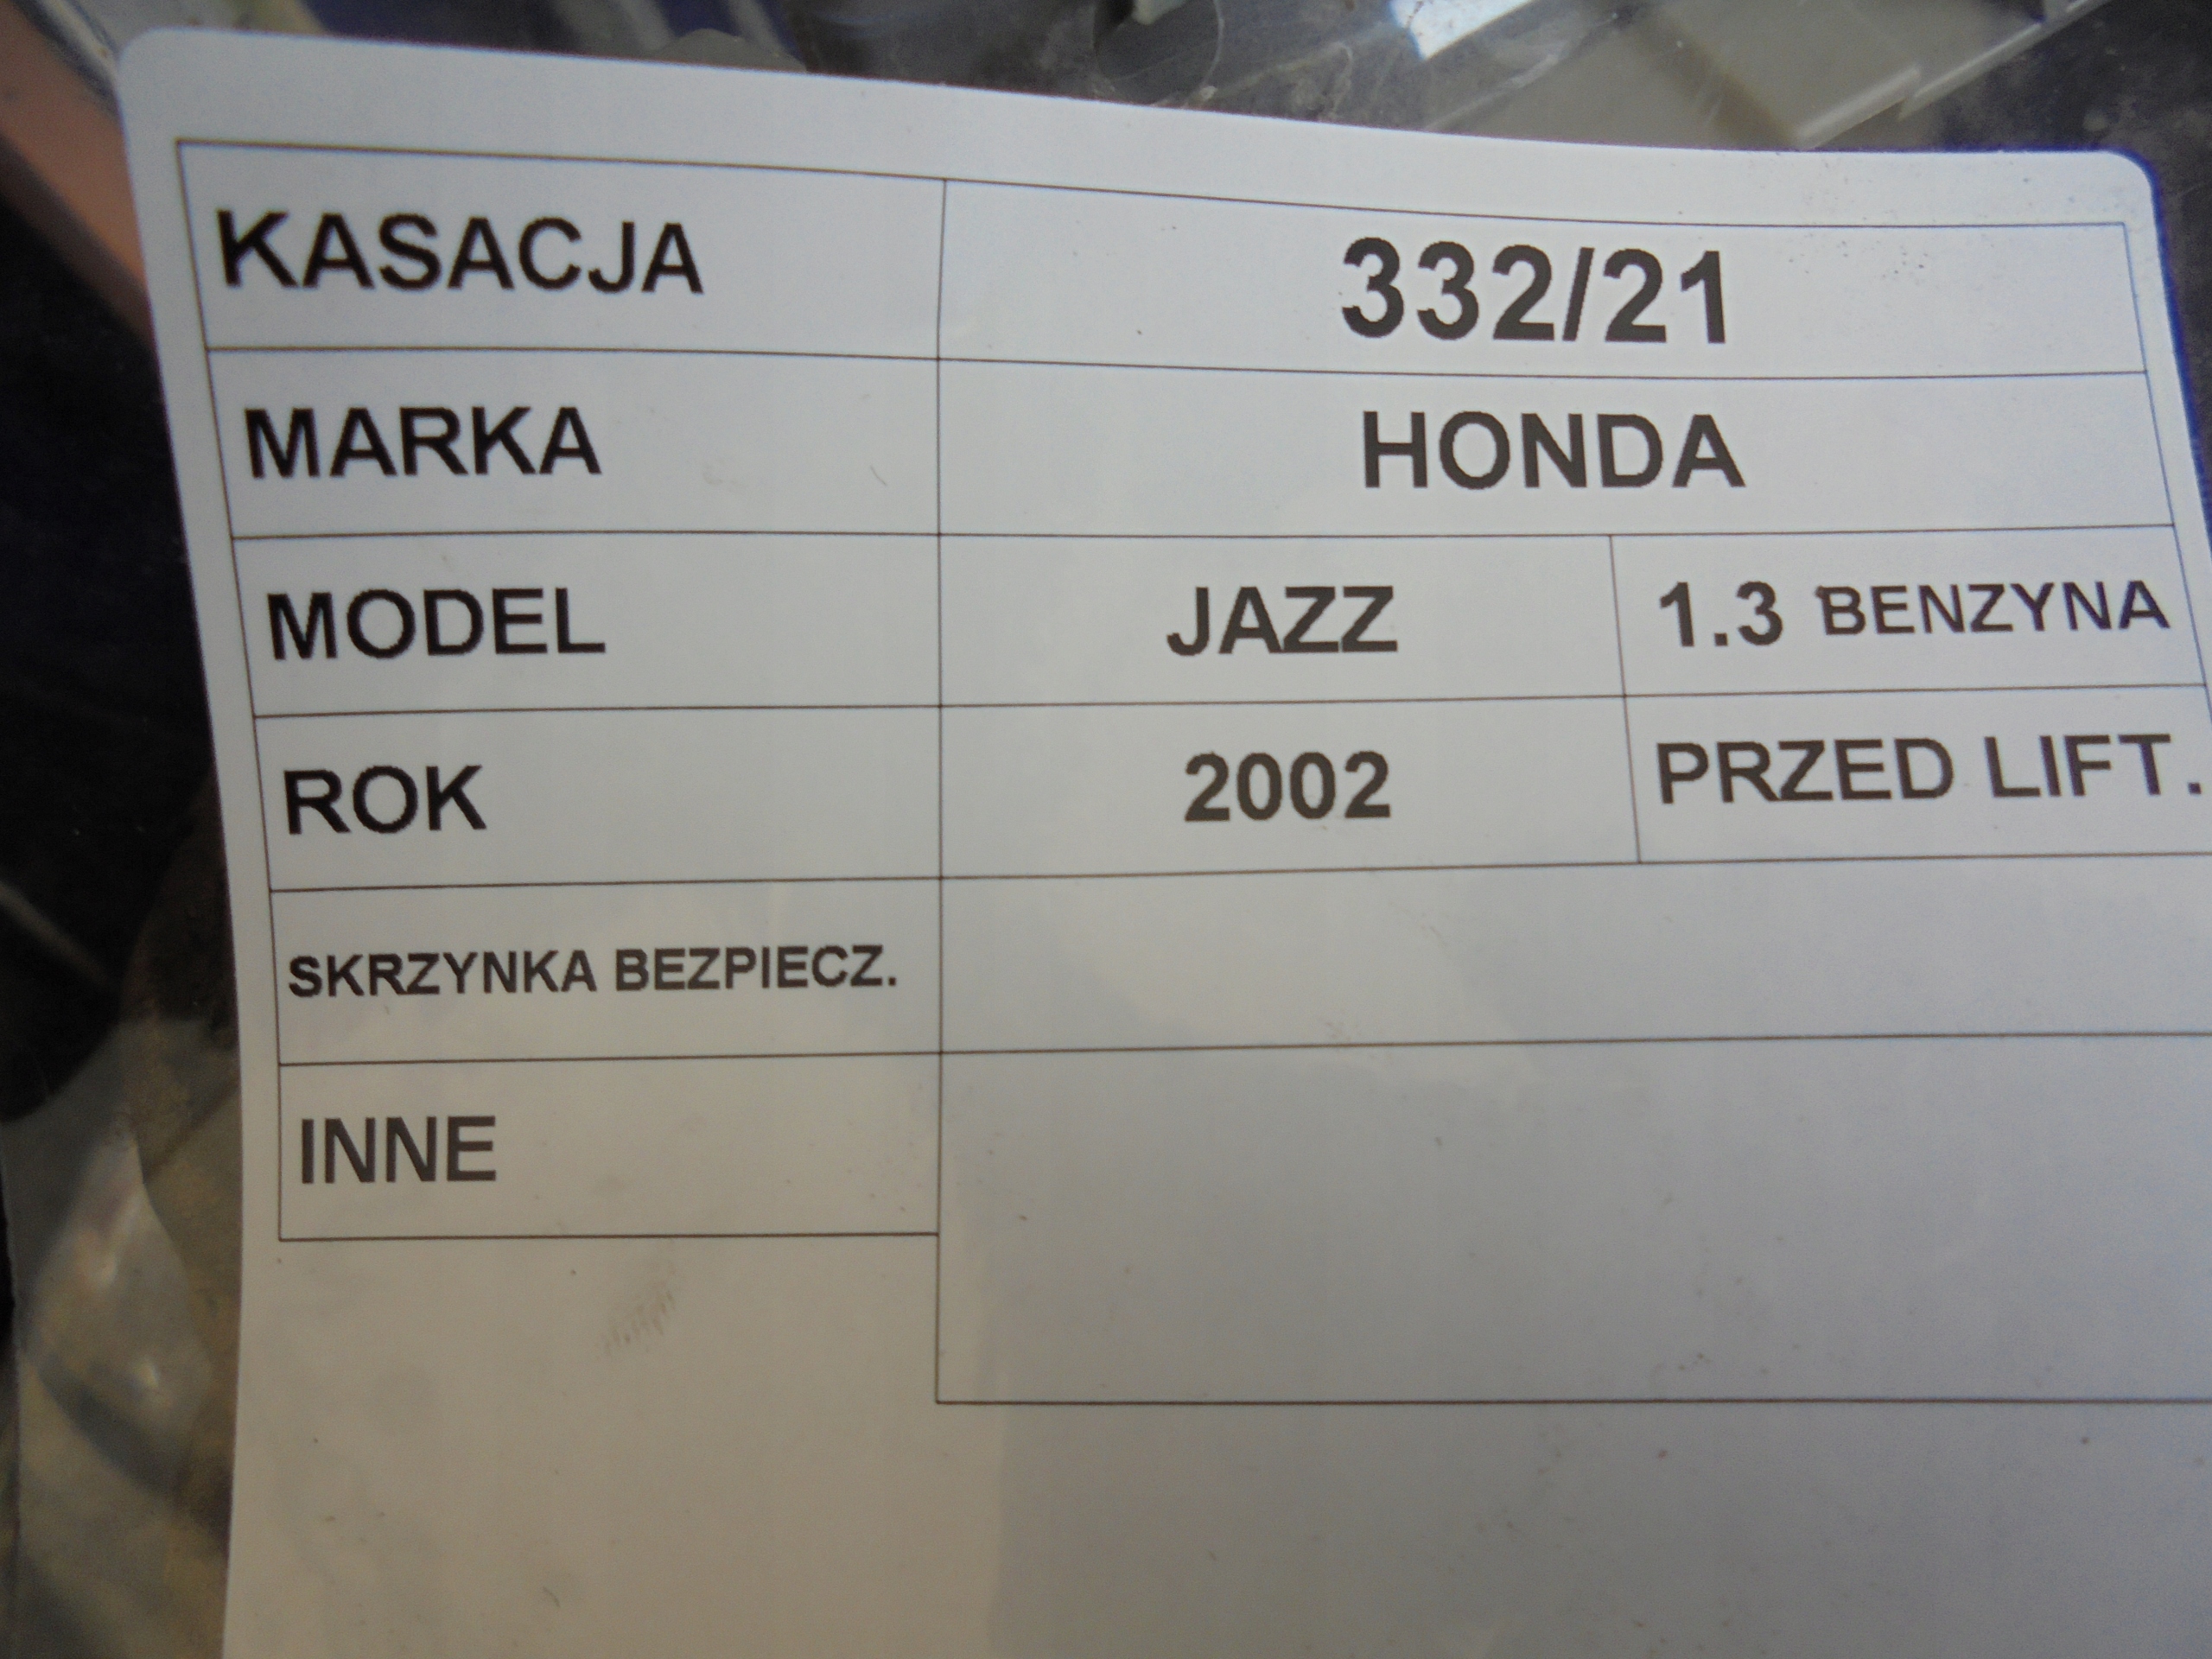 KASACJA 332/21
MARKA HONDA
MODEL JAZZ 1.3 BENZYNA
ROK 2002 PRZED LIFT.
SKRZYNKA BEZPIECZ.
INNE